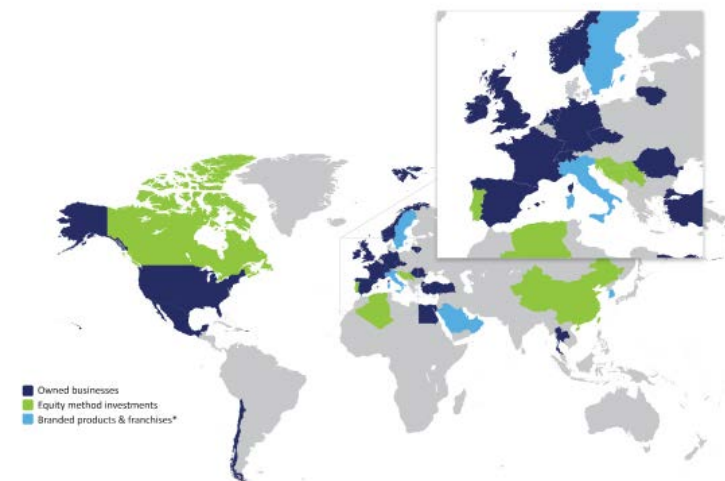 Owned businesses
Equity method investments
Branded products & franchises*